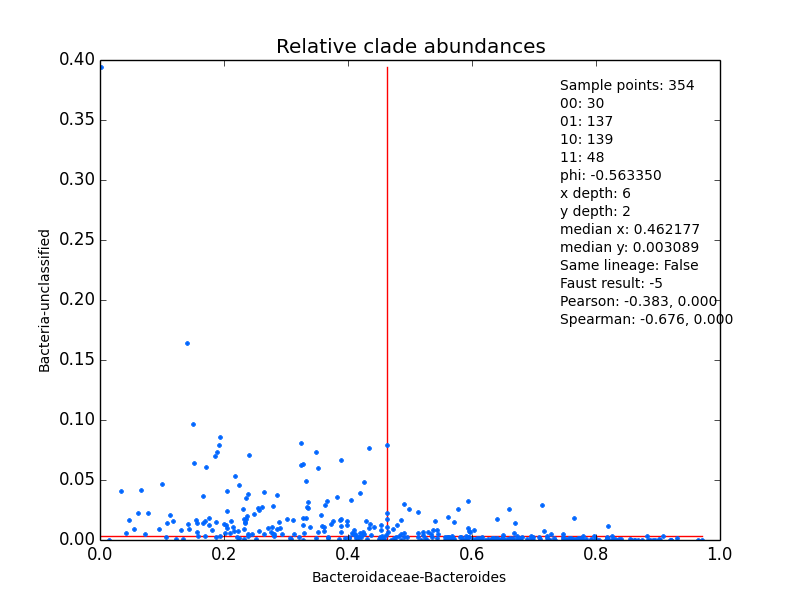 Relative clade abundances
0.40
0.35
0.30
0.25
0.20
0.15
0.10
0.05
0.00
Bacteria-unclassified
Sample points: 354
00: 30
01: 137
10: 139
11: 48
phi: -0.563350
x depth: 6
y depth: 2
median x: 0.462177
median y: 0.003089
Same lineage: False
Faust result: -5
Pearson: -0.383, 0.000
Spearman: -0.676, 0.000
0.0 0.2 0.4 0.6 0.8 1.0
Bacteroidaceae-Bacteroides